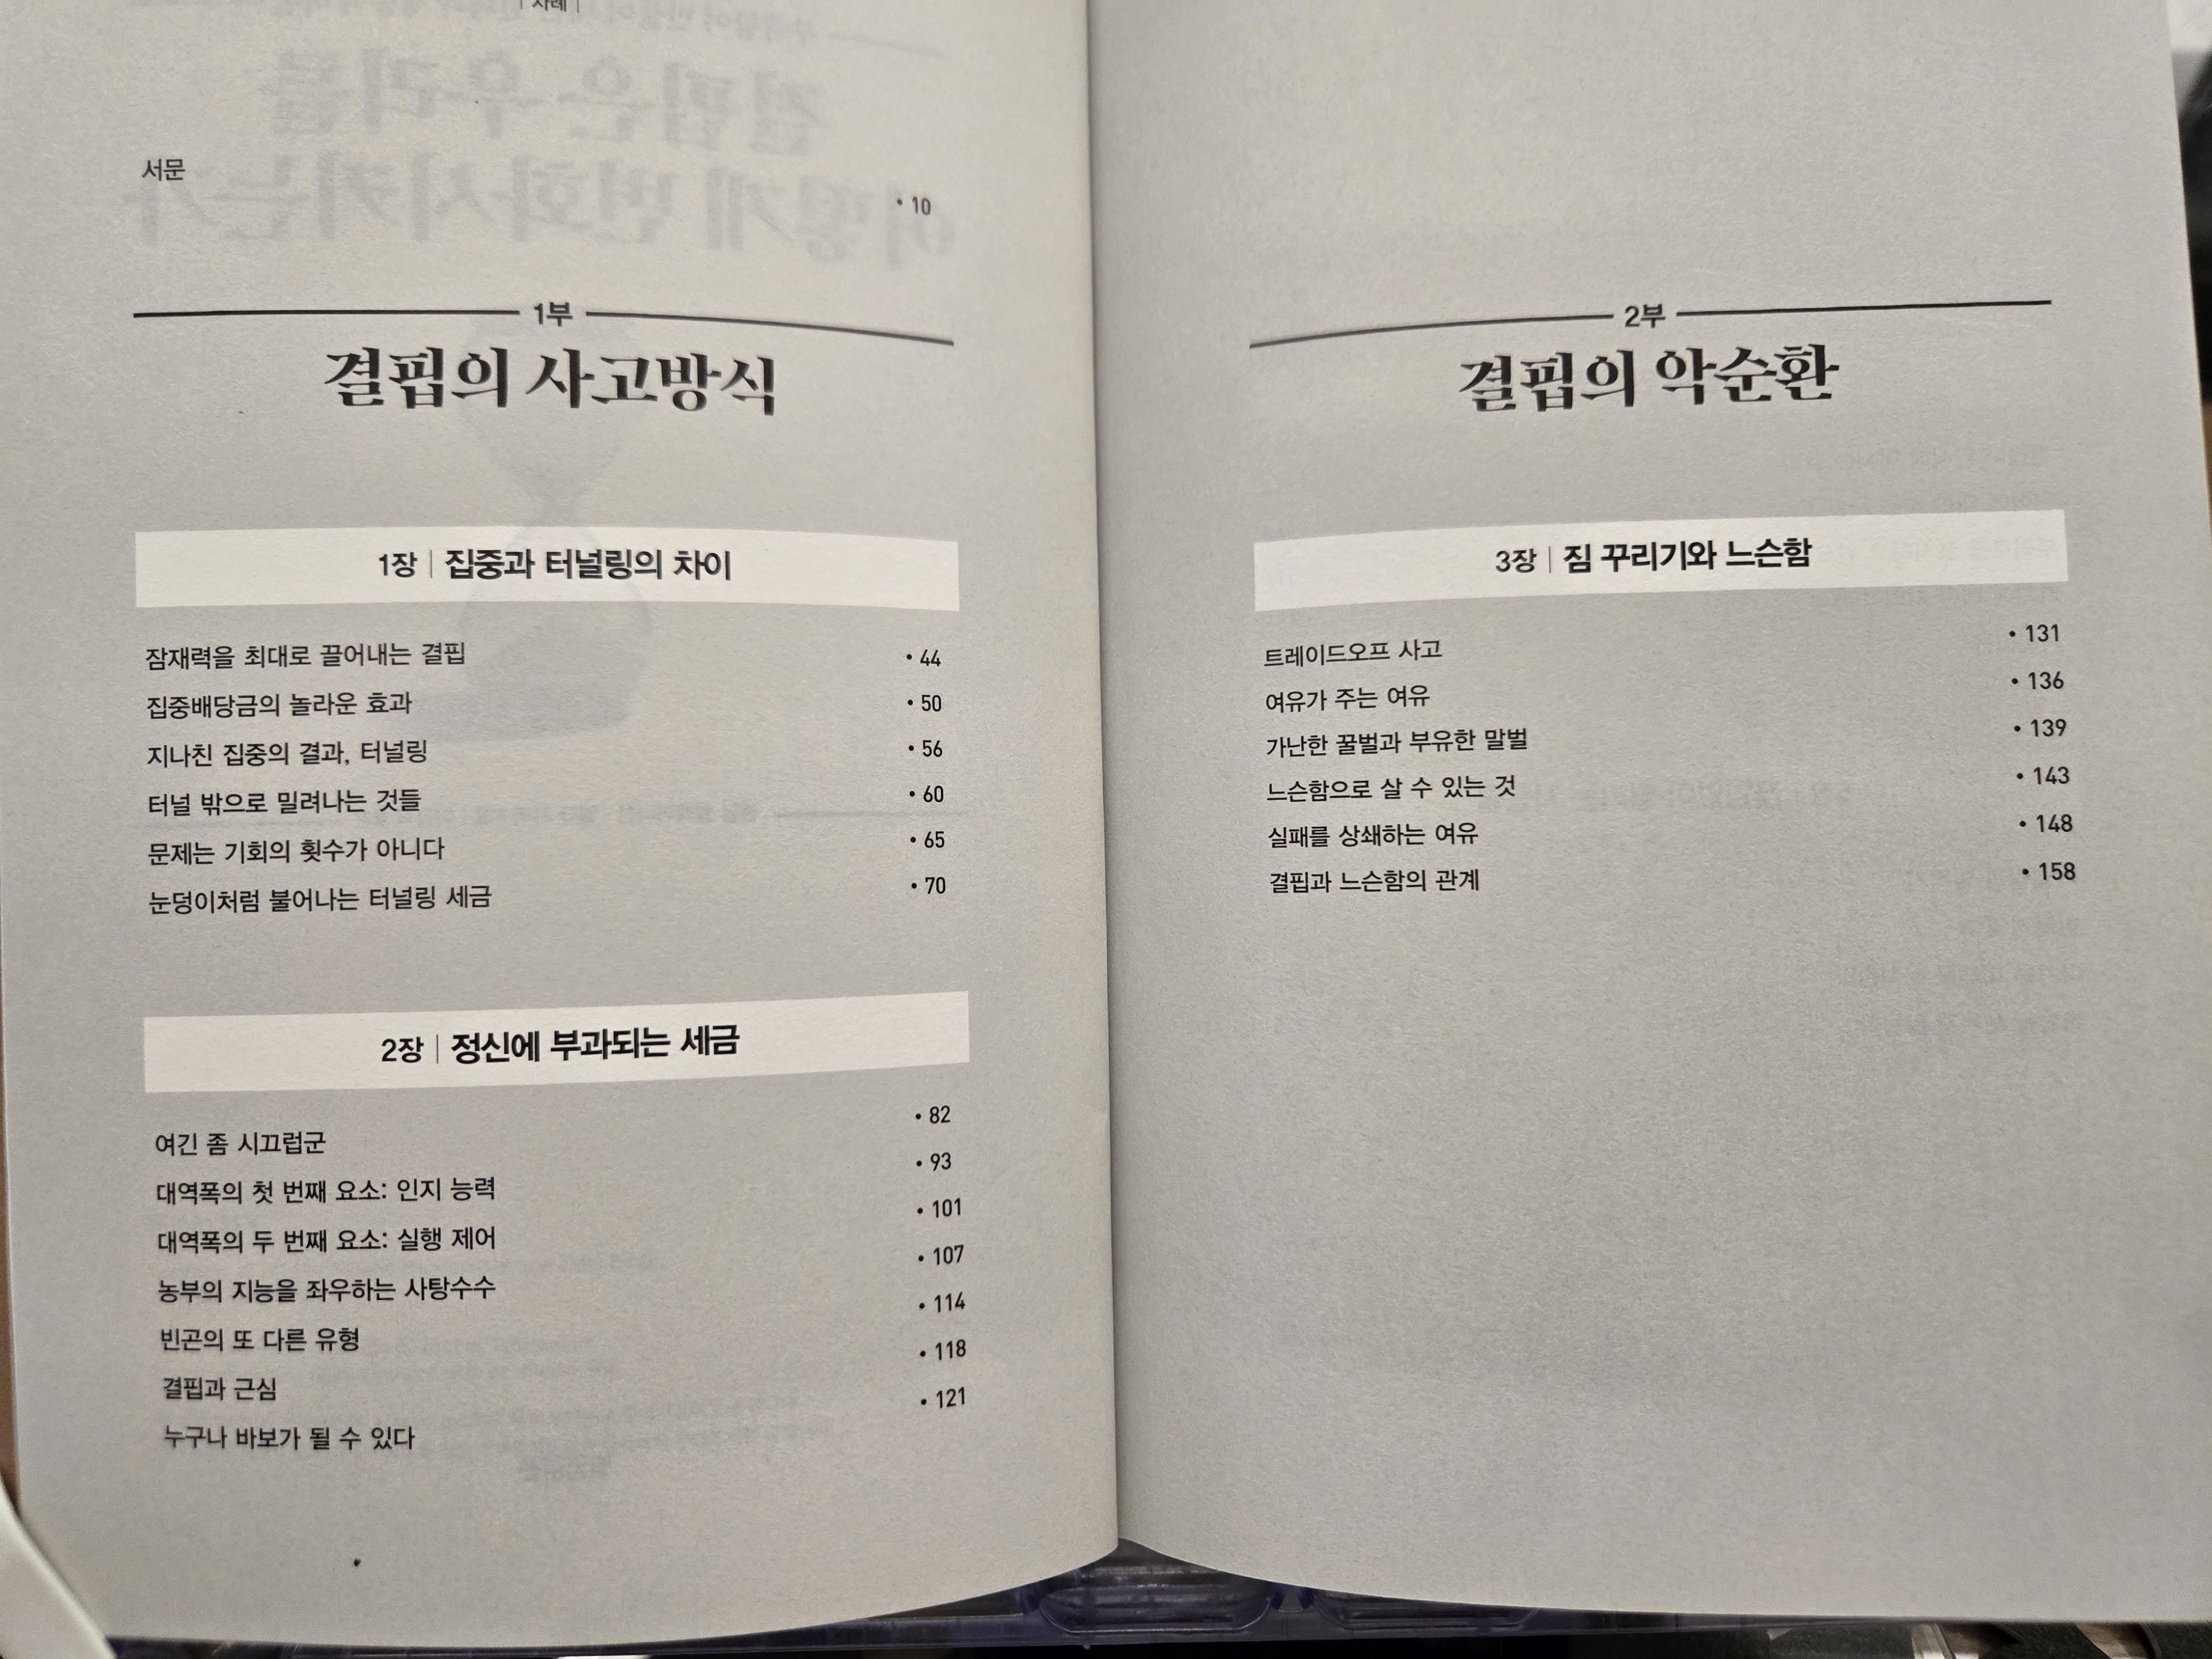 | 차례 |
서문 • 10
1부
결핍의 사고방식
1장 | 집중과 터널링의 차이
잠재력을 최대로 끌어내는 결핍 • 44
집중배당금의 놀라운 효과 • 50
지나친 집중의 결과, 터널링 • 56
터널 밖으로 밀려나는 것들 • 60
문제는 기회의 횟수가 아니다 • 65
눈덩이처럼 불어나는 터널링 세금 • 70
2장 | 정신에 부과되는 세금
여긴 좀 시끄럽군 • 82
대역폭의 첫 번째 요소: 인지 능력 • 93
대역폭의 두 번째 요소: 실행 제어 • 101
농부의 지능을 좌우하는 사탕수수 • 107
빈곤의 또 다른 유형 • 114
결핍과 근심 • 118
누구나 바보가 될 수 있다 • 121
2부
결핍의 악순환
3장 | 짐 꾸리기와 느슨함
트레이드오프 사고 • 131
여유가 주는 여유 • 136
가난한 꿀벌과 부유한 말벌 • 139
느슨함으로 살 수 있는 것 • 143
실패를 상쇄하는 여유 • 148
결핍과 느슨함의 관계 • 158